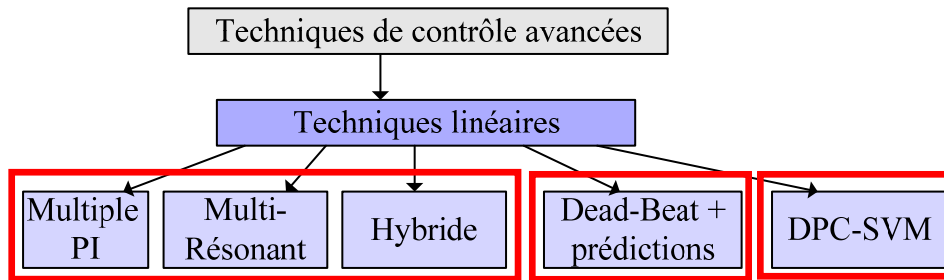 Techniques de contrôle avancées
Techniques linéaires
Multiple
PI
Multi-
Résonant
Hybride
Dead-Beat +
prédictions
DPC-SVM